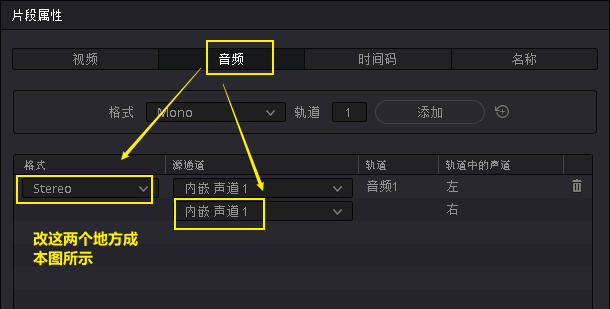 片段属性
视频 音频 时间码 名称
格式 Mono 轨道 1 添加
格式 源通道 轨道 轨道中的声道
Stereo 内嵌 声道 1 音频1 左
内嵌 声道 1 右
改这两个地方成
本图所示